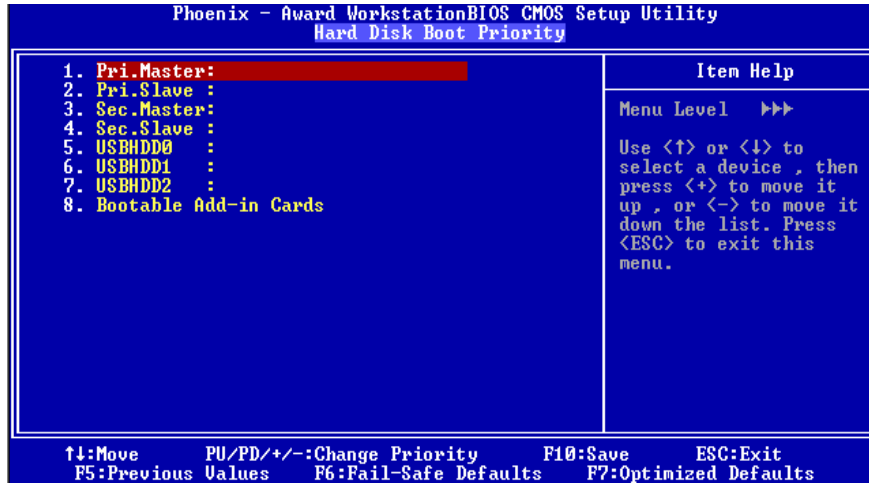 Phoenix - Award WorkstationBIOS CMOS Setup Utility
Hard Disk Boot Priority
1. Pri.Master:
2. Pri.Slave :
3. Sec.Master:
4. Sec.Slave :
5. USBHDD0 :
6. USBHDD1 :
7. USBHDD2 :
8. Bootable Add-in Cards
Item Help
Menu Level ►►►
Use <↑> or <↓> to
select a device , then
press <+> to move it
up , or <-> to move it
down the list. Press
<ESC> to exit this
menu.
↑↓:Move PU/PD/+/-:Change Priority F10:Save ESC:Exit
F5:Previous Values F6:Fail-Safe Defaults F7:Optimized Defaults